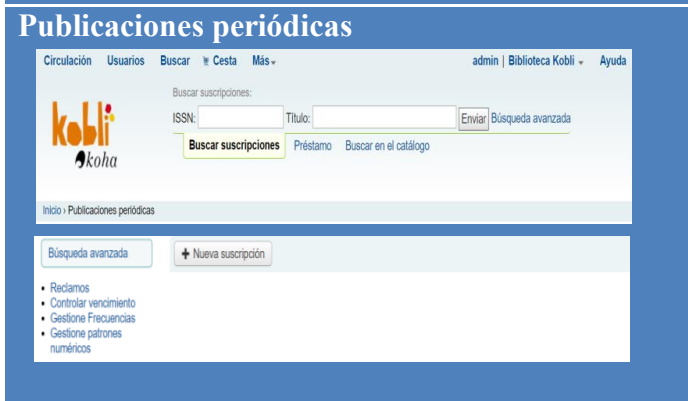 Publicaciones periódicas
Circulación Usuarios Buscar Cesta Más admin | Biblioteca Kobli Ayuda
Buscar suscripciones:
ISSN: Título: Enviar Búsqueda avanzada
Buscar suscripciones Préstamo Buscar en el catálogo
kobli
koha
Inicio › Publicaciones periódicas
Búsqueda avanzada + Nueva suscripción
• Reclamos
• Controlar vencimiento
• Gestione Frecuencias
• Gestione patrones
numéricos